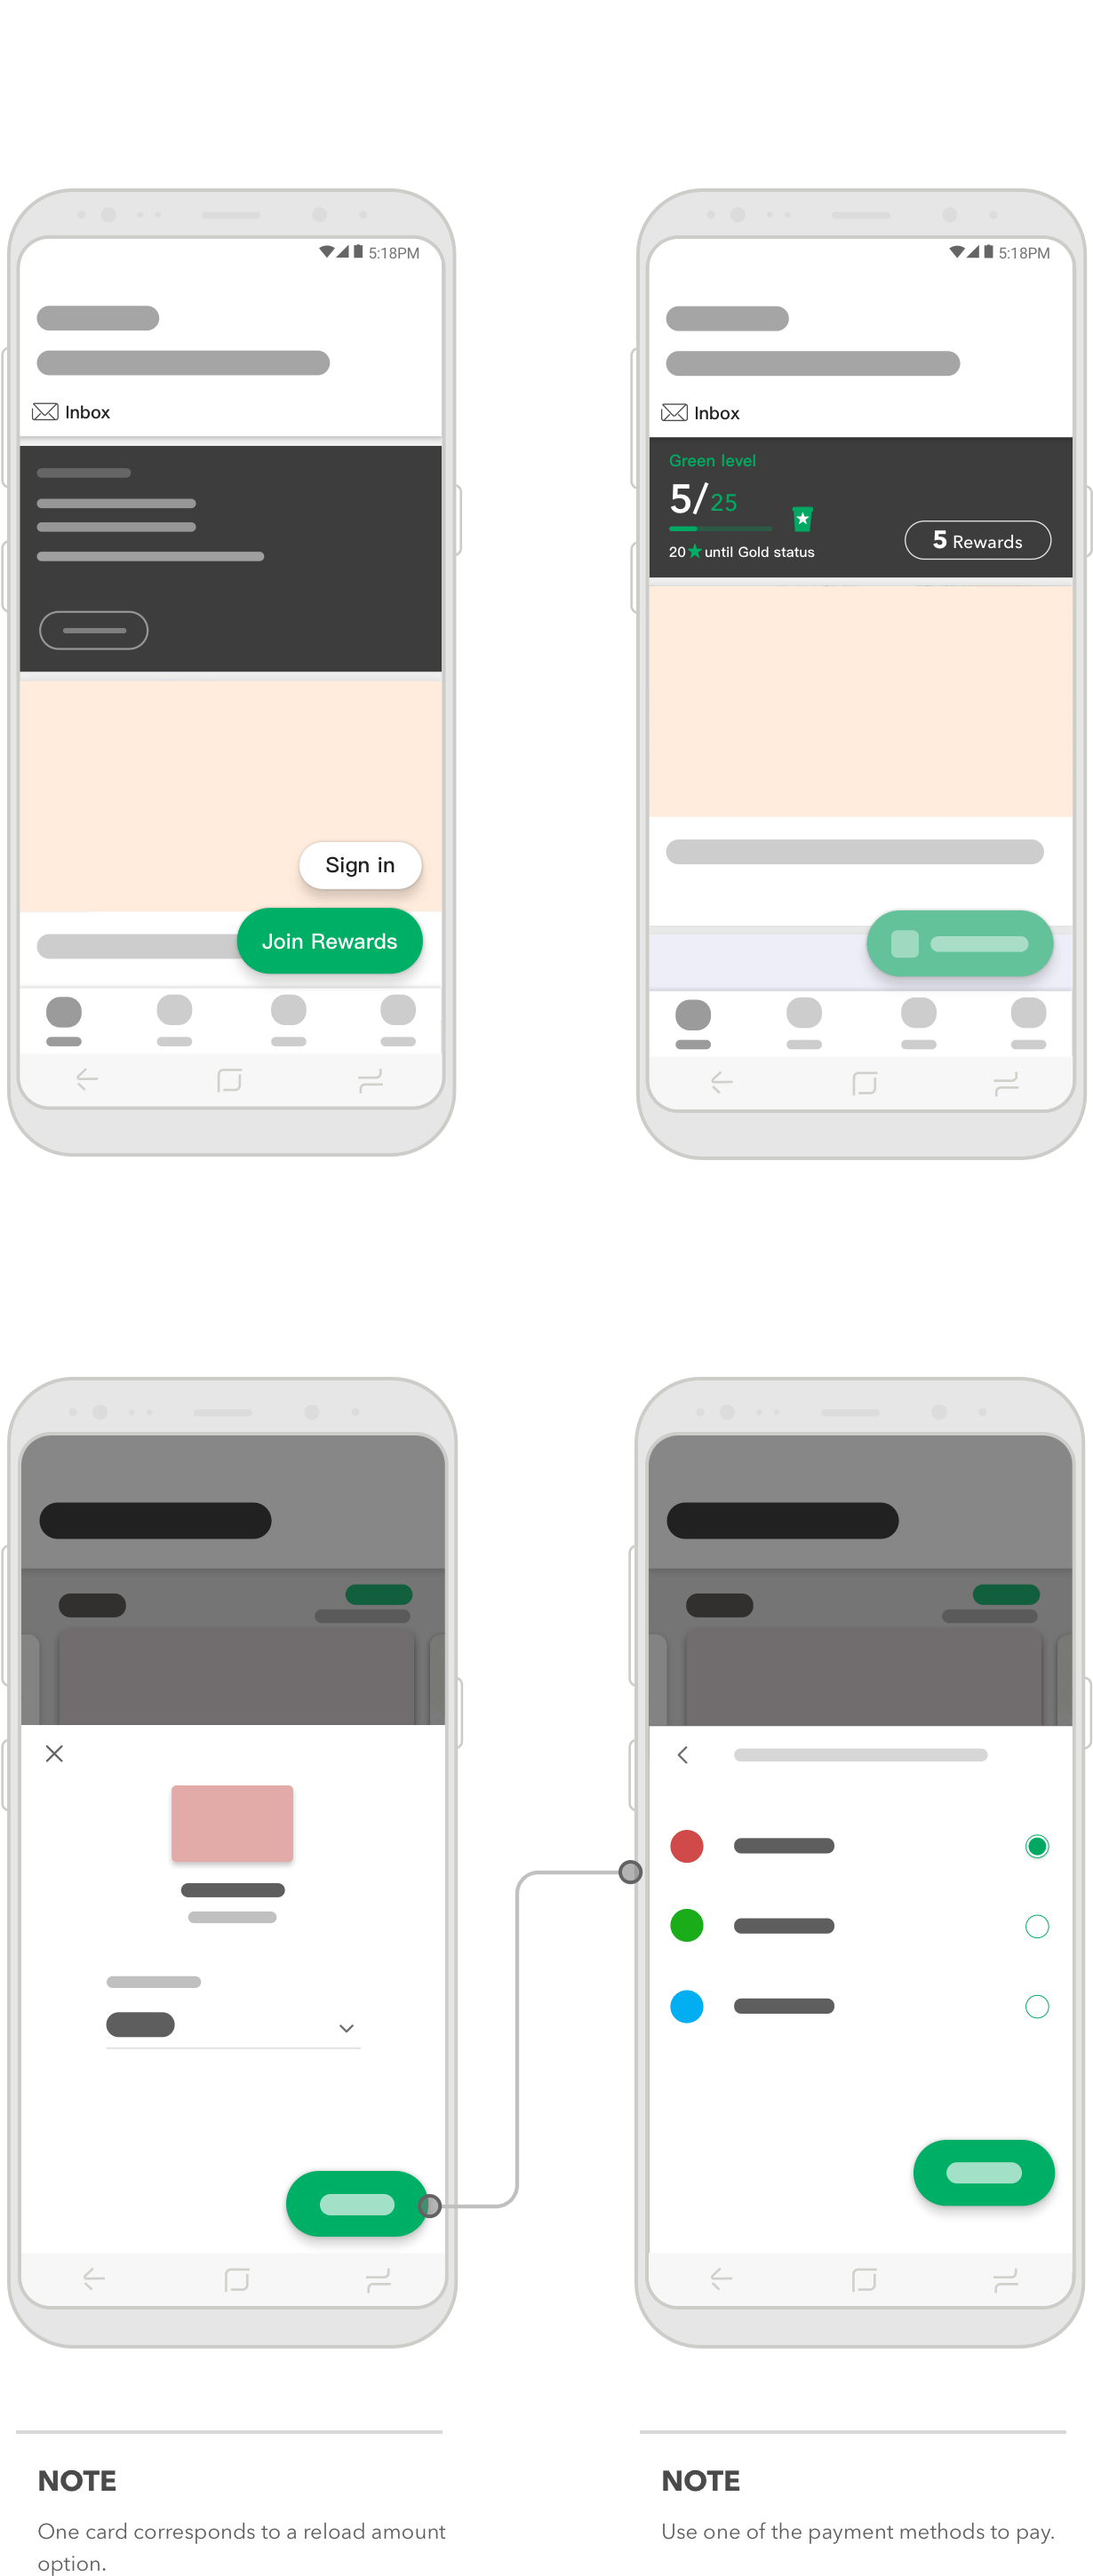 5:18PM
Inbox
Sign in
Join Rewards
5:18PM
Inbox
Green level
5/25
20★until Gold status
5 Rewards
NOTE
One card corresponds to a reload amount
option.
NOTE
Use one of the payment methods to pay.